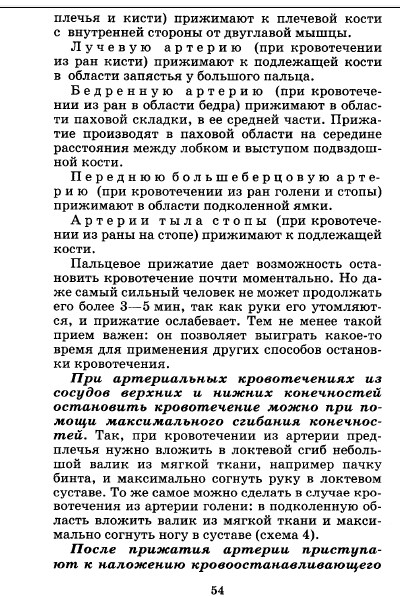 плечья и кисти) прижимают к плечевой кости
с внутренней стороны от двуглавой мышцы.
Лучевую артерию (при кровотечении
из ран кисти) прижимают к подлежащей кости
в области запястья у большого пальца.
Бедренную артерию (при кровотече-
нии из ран в области бедра) прижимают в облас-
ти паховой складки, в ее средней части. Прижа-
тие производят в паховой области на середине
расстояния между лобком и выступом подвздош-
ной кости.
Переднюю большеберцовую арте-
рию (при кровотечении из ран голени и стопы)
прижимают в области подколенной ямки.
Артерии тыла стопы (при кровотече-
нии из раны на стопе) прижимают к подлежащей
кости.
Пальцевое прижатие дает возможность оста-
новить кровотечение почти моментально. Но да-
же самый сильный человек не может продолжать
его более 3—5 мин, так как руки его утомляют-
ся, и прижатие ослабевает. Тем не менее такой
прием важен: он позволяет выиграть какое-то
время для применения других способов останов-
ки кровотечения.
При артериальных кровотечениях из
сосудов верхних и нижних конечностей
остановить кровотечение можно при по-
мощи максимального сгибания конечнос-
тей. Так, при кровотечении из артерии пред-
плечья нужно вложить в локтевой сгиб неболь-
шой валик из мягкой ткани, например пачку
бинта, и максимально согнуть руку в локтевом
суставе. То же самое можно сделать в случае кро-
вотечения из артерии голени: в подколенную об-
ласть вложить валик из мягкой ткани и макси-
мально согнуть ногу в суставе (схема 4).
После прижатия артерии приступа-
ют к наложению кровоостанавливающего
54